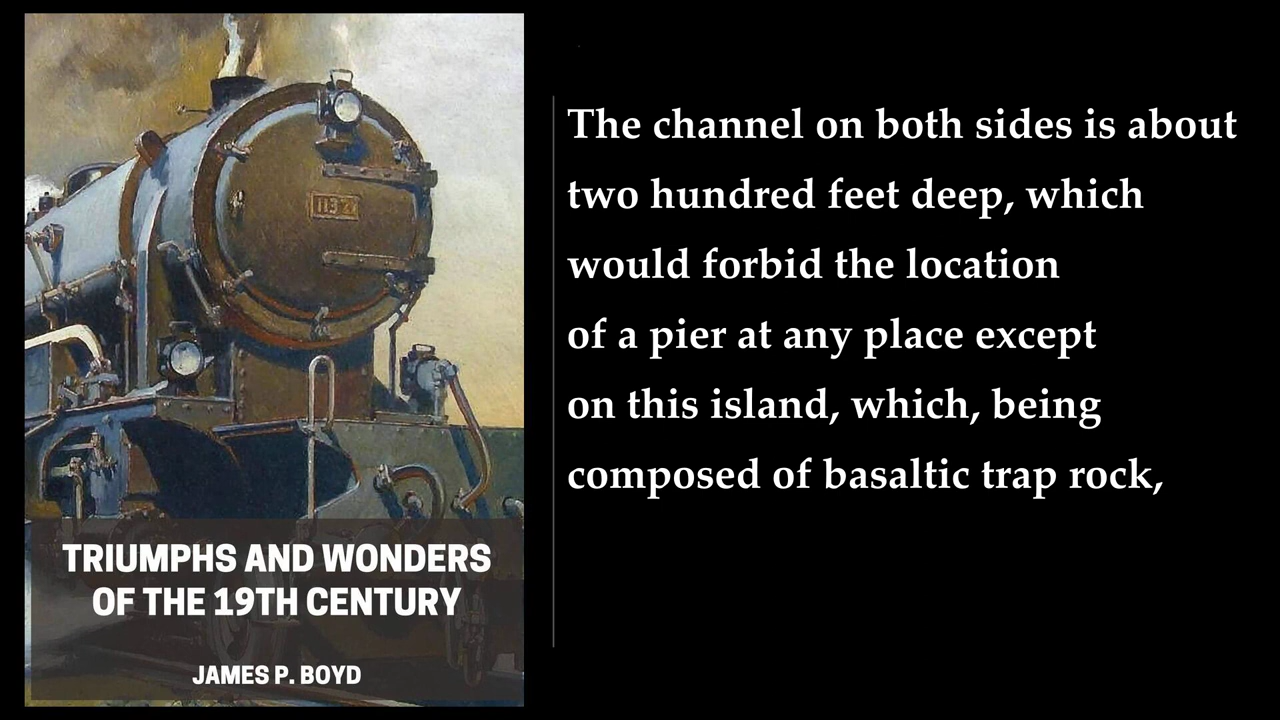 TRIUMPHS AND WONDERS
OF THE 19TH CENTURY
JAMES P. BOYD
The channel on both sides is about
two hundred feet deep, which
would forbid the location
of a pier at any place except
on this island, which, being
composed of basaltic trap rock,